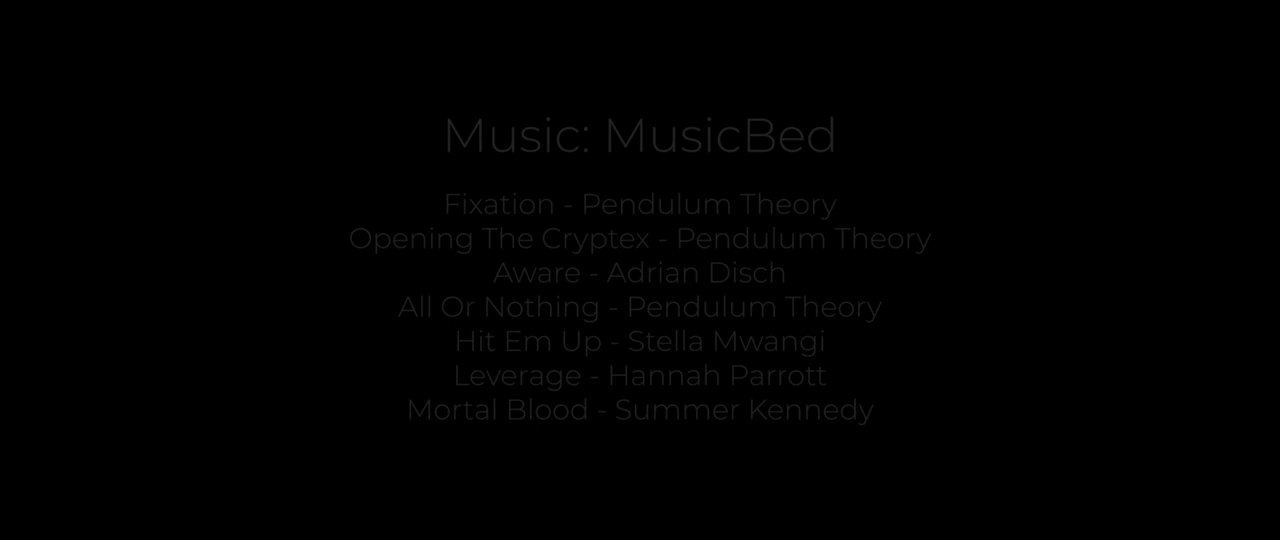 Music: MusicBed
Fixation - Pendulum Theory
Opening The Cryptex - Pendulum Theory
Aware - Adrian Disch
All Or Nothing - Pendulum Theory
Hit Em Up - Stella Mwangi
Leverage - Hannah Parrott
Mortal Blood - Summer Kennedy